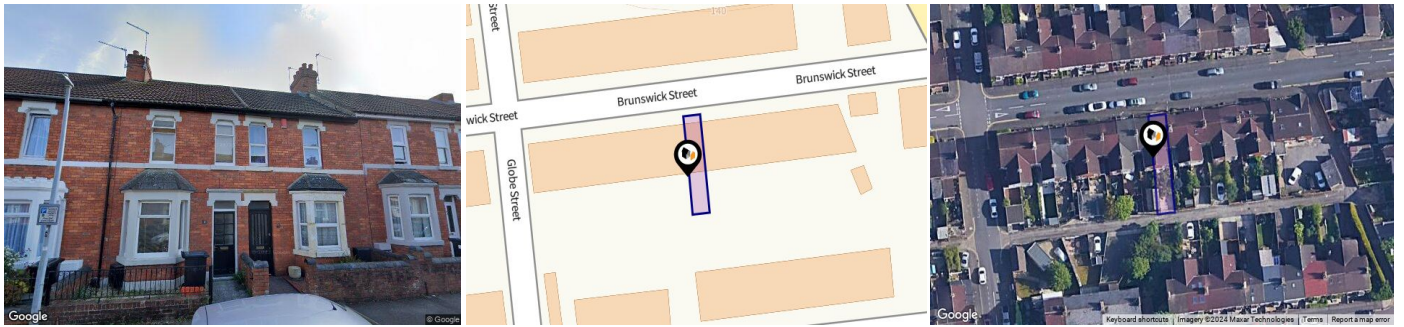 Google
© Google
Street
140
Brunswick Street
Brunswick Street
wick Street
Globe Street
Google
Keyboard shortcuts
Imagery ©2024 Maxar Technologies
Terms
Report a map error